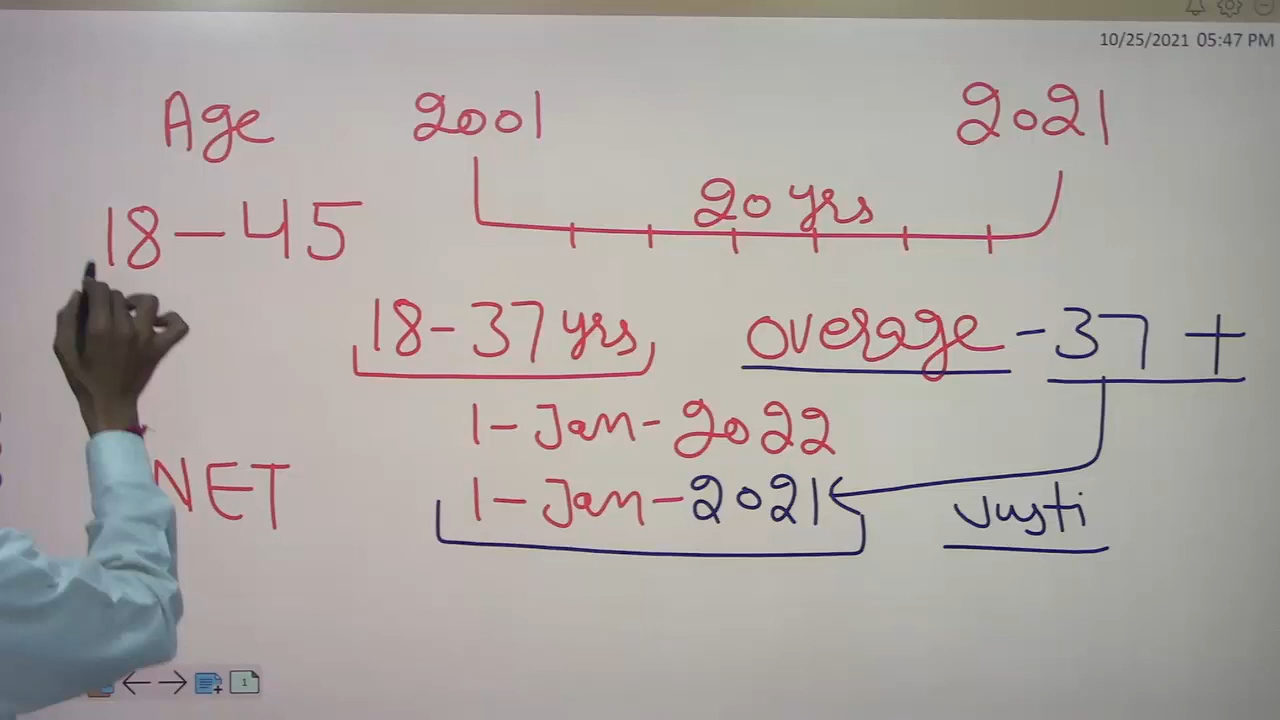 10/25/2021 05:47 PM
Age 2001 2021
18-45 20 yrs
18-37 yrs overage - 37 +
1-Jan-2022
NET 1-Jan-2021 Justi
1